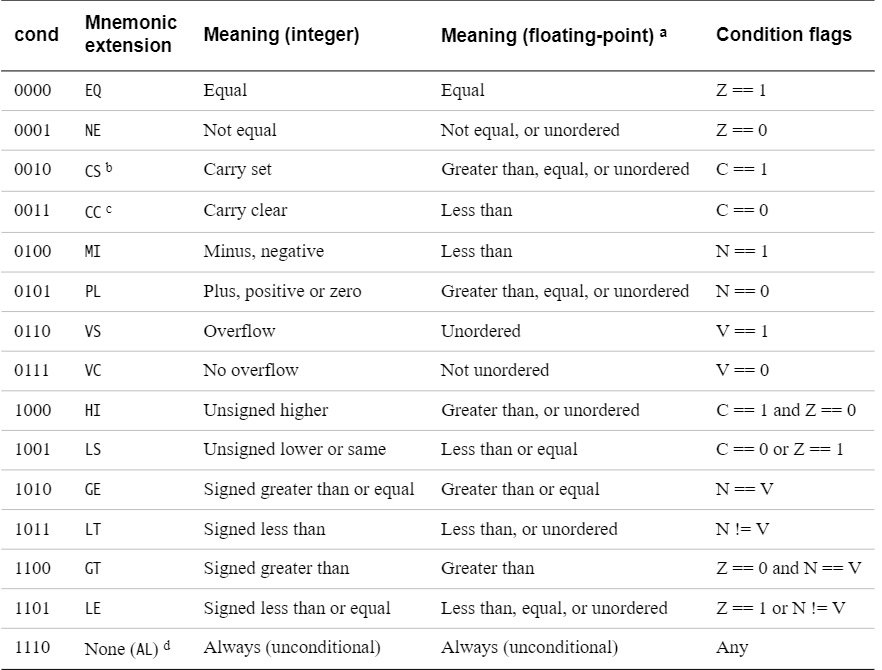 cond Mnemonic extension Meaning (integer) Meaning (floating-point) a Condition flags
0000 EQ Equal Equal Z == 1
0001 NE Not equal Not equal, or unordered Z == 0
0010 CS b Carry set Greater than, equal, or unordered C == 1
0011 CC c Carry clear Less than C == 0
0100 MI Minus, negative Less than N == 1
0101 PL Plus, positive or zero Greater than, equal, or unordered N == 0
0110 VS Overflow Unordered V == 1
0111 VC No overflow Not unordered V == 0
1000 HI Unsigned higher Greater than, or unordered C == 1 and Z == 0
1001 LS Unsigned lower or same Less than or equal C == 0 or Z == 1
1010 GE Signed greater than or equal Greater than or equal N == V
1011 LT Signed less than Less than, or unordered N != V
1100 GT Signed greater than Greater than Z == 0 and N == V
1101 LE Signed less than or equal Less than, equal, or unordered Z == 1 or N != V
1110 None (AL) d Always (unconditional) Always (unconditional) Any